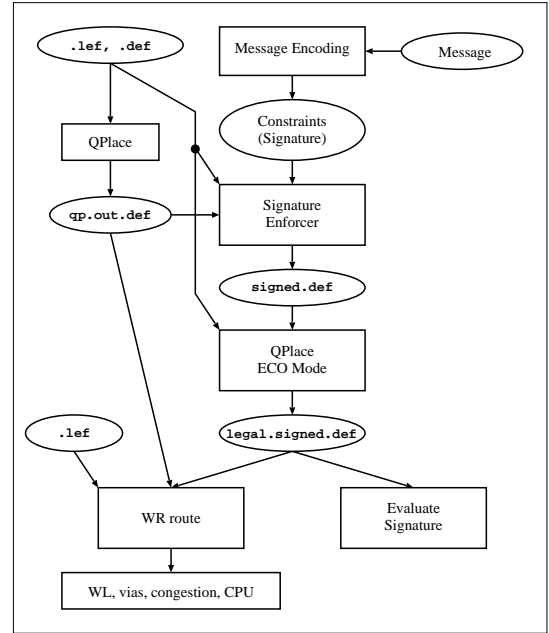 .lef, .def
Message Encoding
Message
Constraints
(Signature)
QPlace
Signature
Enforcer
qp.out.def
signed.def
QPlace
ECO Mode
.lef
legal.signed.def
WR route
Evaluate
Signature
WL, vias, congestion, CPU